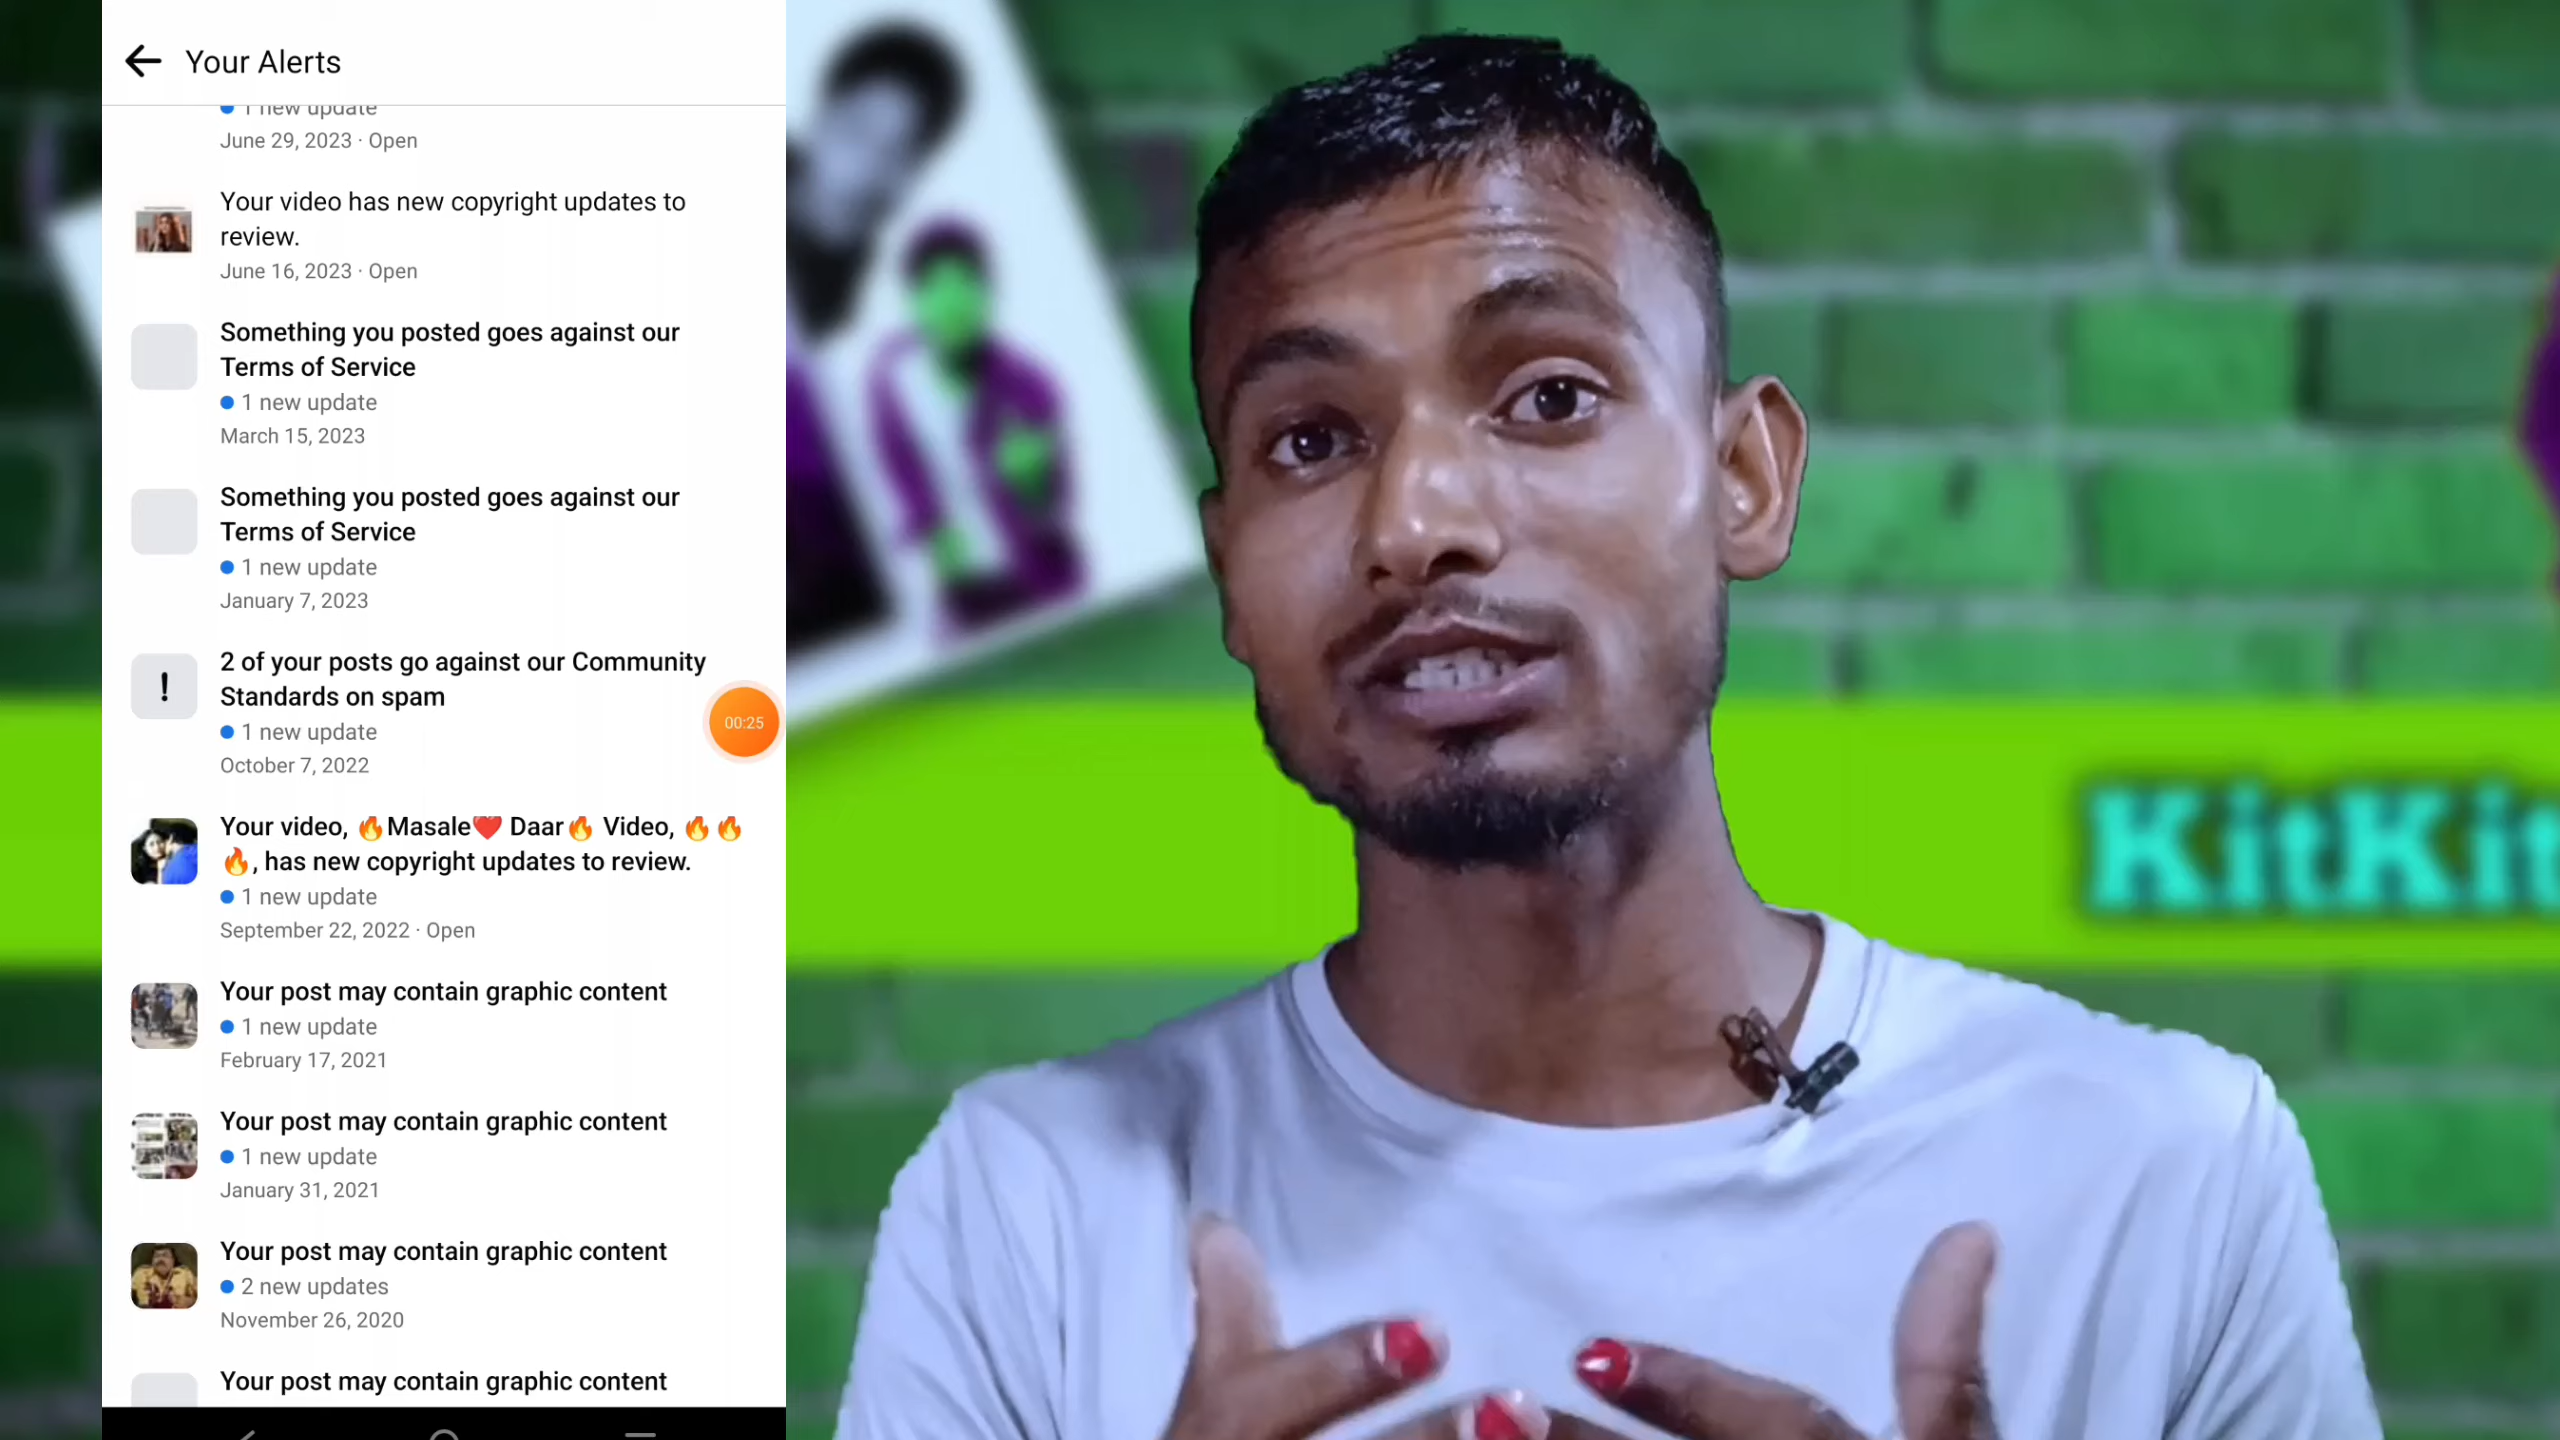 Your Alerts
1 new update
June 29, 2023 · Open
Your video has new copyright updates to
review.
June 16, 2023 · Open
Something you posted goes against our
Terms of Service
1 new update
March 15, 2023
Something you posted goes against our
Terms of Service
1 new update
January 7, 2023
!
2 of your posts go against our Community
Standards on spam
1 new update
October 7, 2022
00:25
Your video, 🔥Masale❤️ Daar🔥 Video, 🔥🔥
🔥, has new copyright updates to review.
1 new update
September 22, 2022 · Open
Your post may contain graphic content
1 new update
February 17, 2021
Your post may contain graphic content
1 new update
January 31, 2021
Your post may contain graphic content
2 new updates
November 26, 2020
Your post may contain graphic content
KitKit